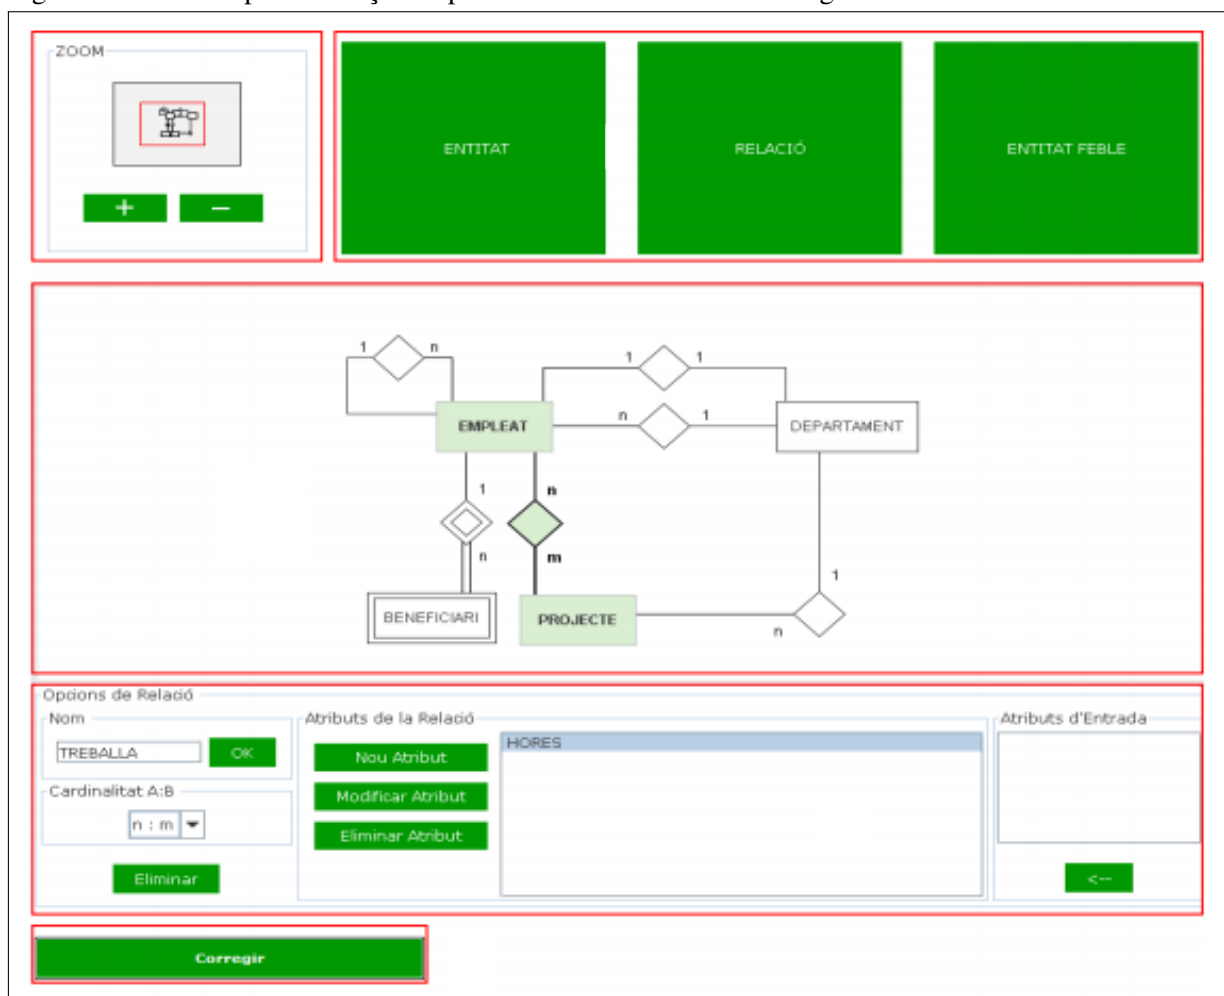 ZOOM
+ −
ENTITAT
RELACIÓ
ENTITAT FEBLE
1 n
1 1
EMPLEAT
n 1
DEPARTAMENT
1 n
n m
1
BENEFICIARI
PROJECTE
n
Opcions de Relació
Nom
TREBALLA
OK
Cardinalitat A:B
n : m
Eliminar
Atributs de la Relació
Nou Atribut
Modificar Atribut
Eliminar Atribut
HORES
Atributs d'Entrada
<--
Corregir